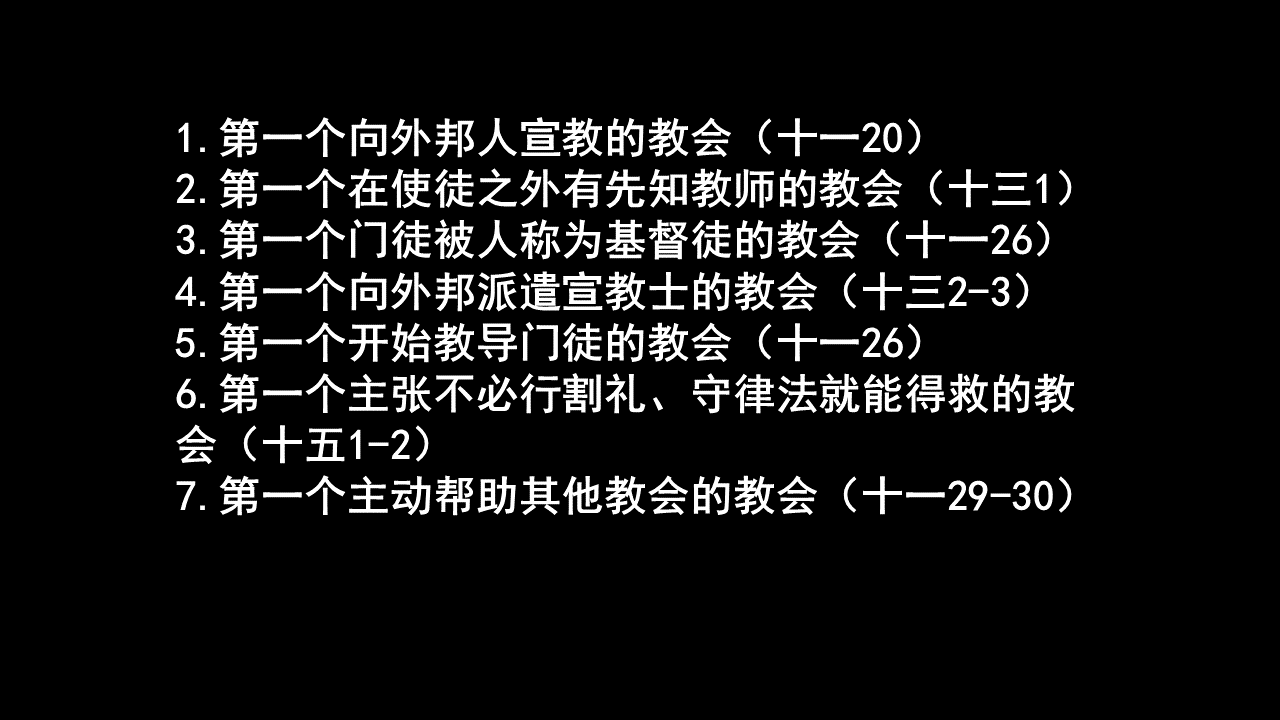 1.第一个向外邦人宣教的教会（十一20）
2.第一个在使徒之外有先知教师的教会（十三1）
3.第一个门徒被人称为基督徒的教会（十一26）
4.第一个向外邦派遣宣教士的教会（十三2-3）
5.第一个开始教导门徒的教会（十一26）
6.第一个主张不必行割礼、守律法就能得救的教
会（十五1-2）
7.第一个主动帮助其他教会的教会（十一29-30）